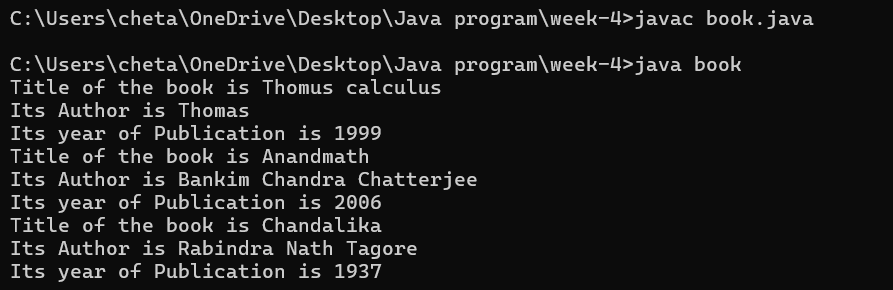 C:\Users\cheta\OneDrive\Desktop\Java program\week-4>javac book.java
C:\Users\cheta\OneDrive\Desktop\Java program\week-4>java book
Title of the book is Thomus calculus
Its Author is Thomas
Its year of Publication is 1999
Title of the book is Anandmath
Its Author is Bankim Chandra Chatterjee
Its year of Publication is 2006
Title of the book is Chandalika
Its Author is Rabindra Nath Tagore
Its year of Publication is 1937